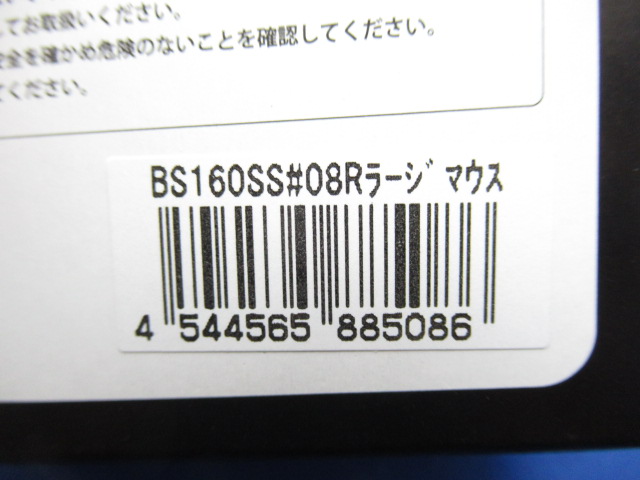 てお取扱いください。
安全を確かめ危険のないことを確認してください。
てください。
BS160SS#08Rﾗｰｼﾞﾏｳｽ
4 544565 885086